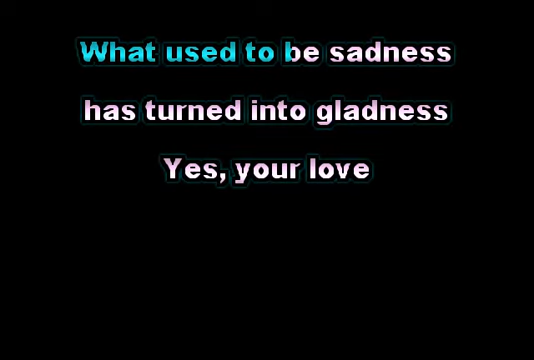 What used to be sadness
has turned into gladness
Yes, your love